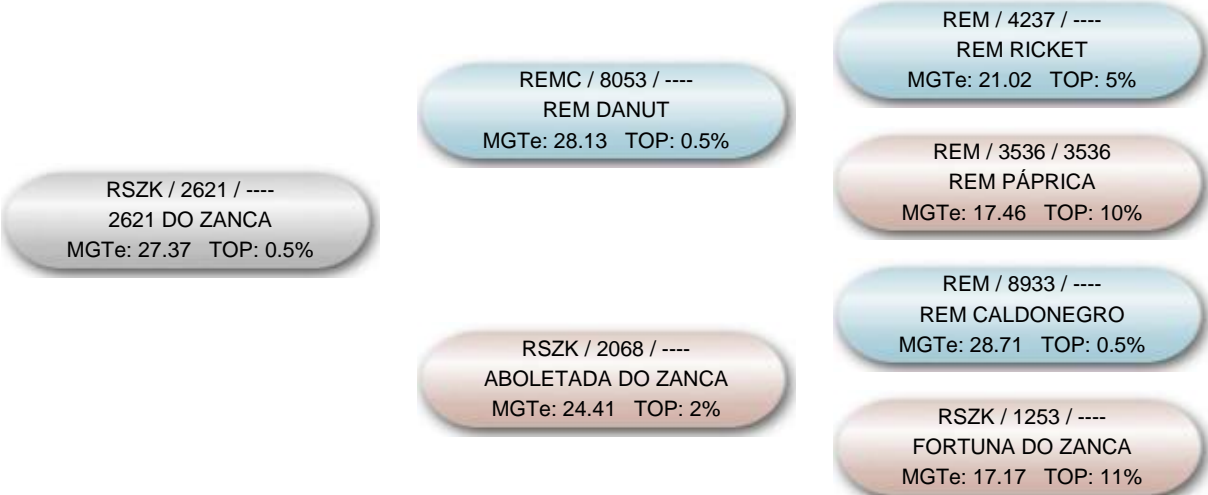 REM / 4237 / ----
REM RICKET
MGTe: 21.02 TOP: 5%
REMC / 8053 / ----
REM DANUT
MGTe: 28.13 TOP: 0.5%
REM / 3536 / 3536
REM PÁPRICA
MGTe: 17.46 TOP: 10%
RSZK / 2621 / ----
2621 DO ZANCA
MGTe: 27.37 TOP: 0.5%
REM / 8933 / ----
REM CALDONEGRO
MGTe: 28.71 TOP: 0.5%
RSZK / 2068 / ----
ABOLETADA DO ZANCA
MGTe: 24.41 TOP: 2%
RSZK / 1253 / ----
FORTUNA DO ZANCA
MGTe: 17.17 TOP: 11%